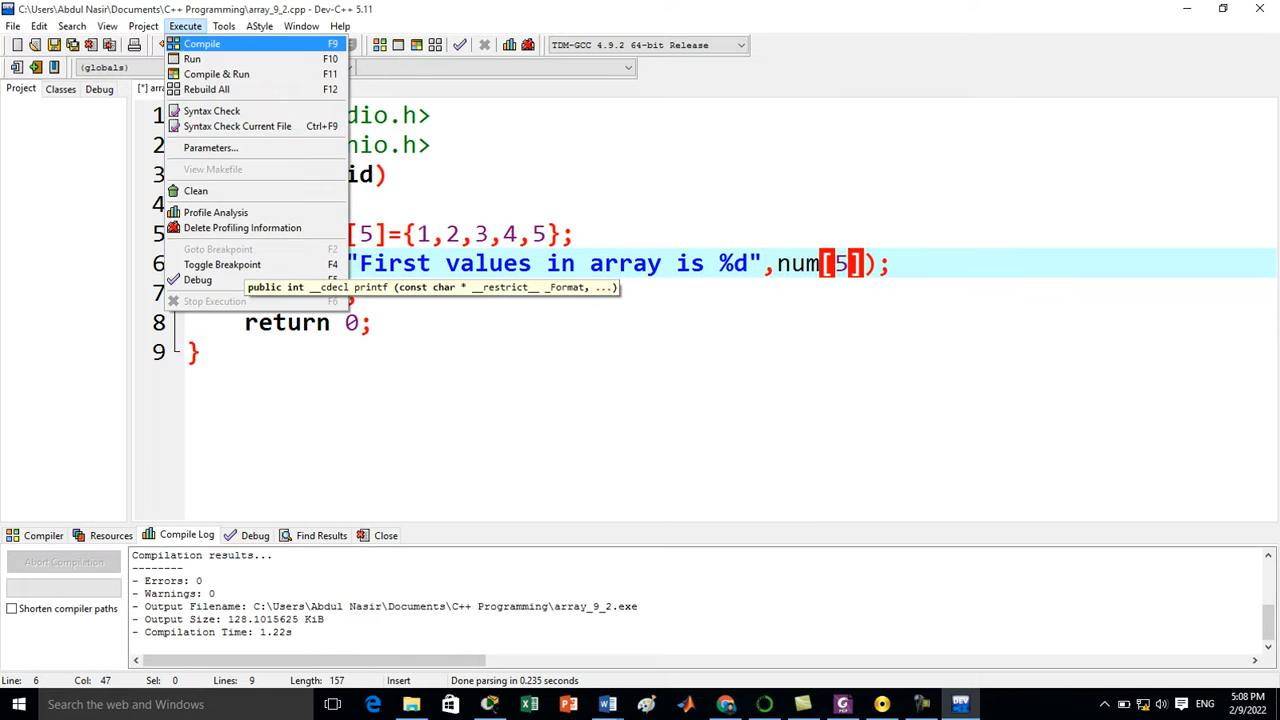 C:\Users\Abdul Nasir\Documents\C++ Programming\array_9_2.cpp - Dev-C++ 5.11
File Edit Search View Project Execute Tools AStyle Window Help
TDM-GCC 4.9.2 64-bit Release
(globals)
Project Classes Debug [*] arra
Compile F9
Run F10
Compile & Run F11
Rebuild All F12
Syntax Check
Syntax Check Current File Ctrl+F9
Parameters...
View Makefile
Clean
Profile Analysis
Delete Profiling Information
Goto Breakpoint F2
Toggle Breakpoint F4
Debug F5
Stop Execution F6
1 dio.h>
2 nio.h>
3 id)
4
5 [5]={1,2,3,4,5};
6 "First values in array is %d",num[5]);
public int __cdecl printf (const char * __restrict__ _Format, ...)
7 ;
8 return 0;
9 }
Compiler Resources Compile Log Debug Find Results Close
Abort Compilation
Shorten compiler paths
Compilation results...
--------
- Errors: 0
- Warnings: 0
- Output Filename: C:\Users\Abdul Nasir\Documents\C++ Programming\array_9_2.exe
- Output Size: 128.1015625 KiB
- Compilation Time: 1.22s
Line: 6 Col: 47 Sel: 0 Lines: 9 Length: 157 Insert Done parsing in 0.235 seconds
Search the web and Windows
ENG
5:08 PM
2/9/2022